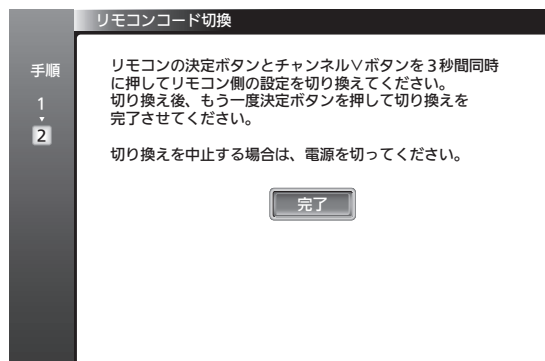 リモコンコード切換
手順
1
2
リモコンの決定ボタンとチャンネル∨ボタンを3秒間同時
に押してリモコン側の設定を切り換えてください。
切り換え後、もう一度決定ボタンを押して切り換えを
完了させてください。
切り換えを中止する場合は、電源を切ってください。
完了